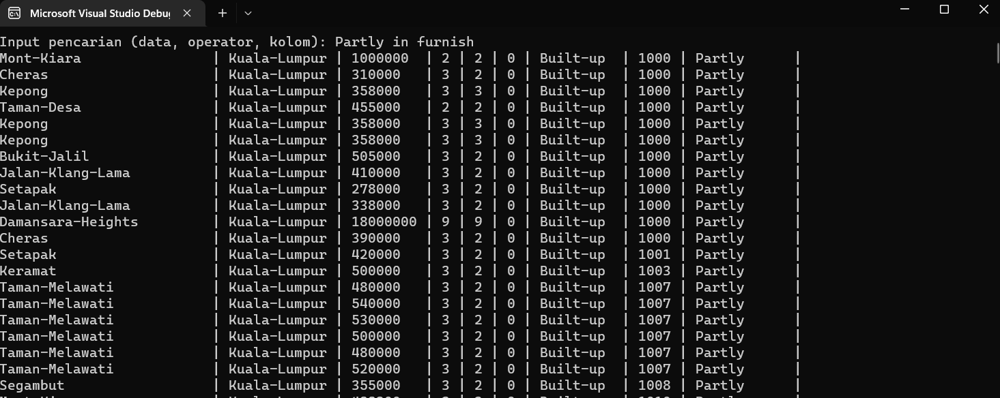 Microsoft Visual Studio Debu
Input pencarian (data, operator, kolom): Partly in furnish
Mont-Kiara | Kuala-Lumpur | 1000000 | 2 | 2 | 0 | Built-up | 1000 | Partly |
Cheras | Kuala-Lumpur | 310000 | 3 | 2 | 0 | Built-up | 1000 | Partly |
Kepong | Kuala-Lumpur | 358000 | 3 | 3 | 0 | Built-up | 1000 | Partly |
Taman-Desa | Kuala-Lumpur | 455000 | 2 | 2 | 0 | Built-up | 1000 | Partly |
Kepong | Kuala-Lumpur | 358000 | 3 | 3 | 0 | Built-up | 1000 | Partly |
Kepong | Kuala-Lumpur | 358000 | 3 | 3 | 0 | Built-up | 1000 | Partly |
Bukit-Jalil | Kuala-Lumpur | 505000 | 3 | 2 | 0 | Built-up | 1000 | Partly |
Jalan-Klang-Lama | Kuala-Lumpur | 410000 | 3 | 2 | 0 | Built-up | 1000 | Partly |
Setapak | Kuala-Lumpur | 278000 | 3 | 2 | 0 | Built-up | 1000 | Partly |
Jalan-Klang-Lama | Kuala-Lumpur | 338000 | 3 | 2 | 0 | Built-up | 1000 | Partly |
Damansara-Heights | Kuala-Lumpur | 18000000 | 9 | 9 | 0 | Built-up | 1000 | Partly |
Cheras | Kuala-Lumpur | 390000 | 3 | 2 | 0 | Built-up | 1000 | Partly |
Setapak | Kuala-Lumpur | 420000 | 3 | 2 | 0 | Built-up | 1001 | Partly |
Keramat | Kuala-Lumpur | 500000 | 3 | 2 | 0 | Built-up | 1003 | Partly |
Taman-Melawati | Kuala-Lumpur | 480000 | 3 | 2 | 0 | Built-up | 1007 | Partly |
Taman-Melawati | Kuala-Lumpur | 540000 | 3 | 2 | 0 | Built-up | 1007 | Partly |
Taman-Melawati | Kuala-Lumpur | 530000 | 3 | 2 | 0 | Built-up | 1007 | Partly |
Taman-Melawati | Kuala-Lumpur | 500000 | 3 | 2 | 0 | Built-up | 1007 | Partly |
Taman-Melawati | Kuala-Lumpur | 480000 | 3 | 2 | 0 | Built-up | 1007 | Partly |
Taman-Melawati | Kuala-Lumpur | 520000 | 3 | 2 | 0 | Built-up | 1007 | Partly |
Segambut | Kuala-Lumpur | 355000 | 3 | 2 | 0 | Built-up | 1008 | Partly |